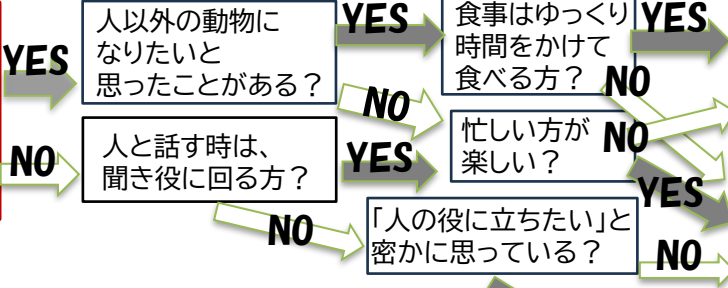 YES
人以外の動物に
なりたいと
思ったことがある？
YES
食事はゆっくり
時間をかけて
食べる方？
YES
NO
NO
NO
人と話す時は、
聞き役に回る方？
YES
忙しい方が
楽しい？
NO
YES
NO
「人の役に立ちたい」と
密かに思っている？
NO